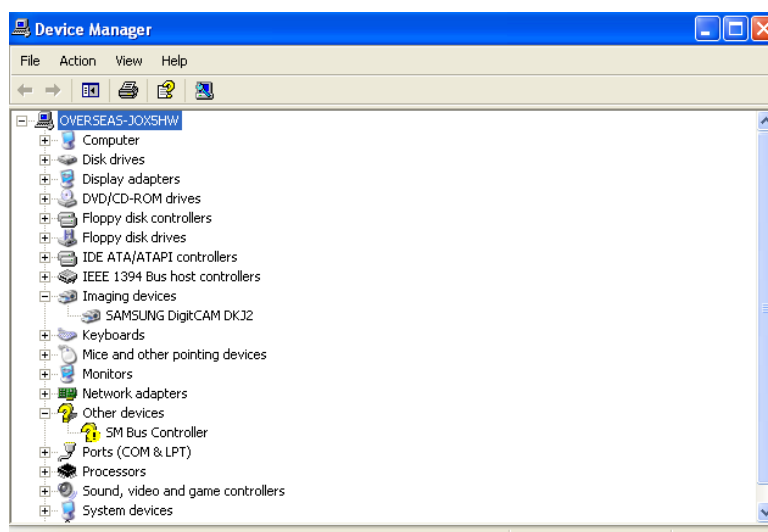 Device Manager
File Action View Help
OVERSEAS-JOX5HW
Computer
Disk drives
Display adapters
DVD/CD-ROM drives
Floppy disk controllers
Floppy disk drives
IDE ATA/ATAPI controllers
IEEE 1394 Bus host controllers
Imaging devices
SAMSUNG DigitCAM DKJ2
Keyboards
Mice and other pointing devices
Monitors
Network adapters
Other devices
SM Bus Controller
Ports (COM & LPT)
Processors
Sound, video and game controllers
System devices